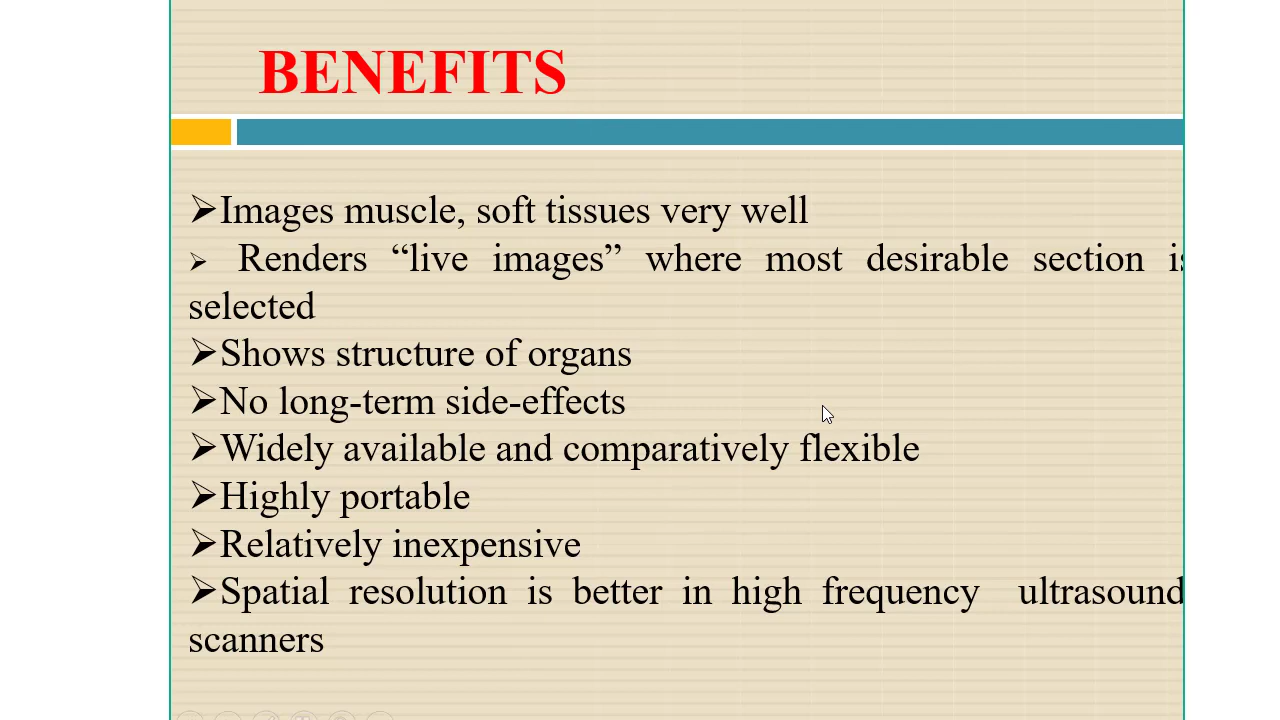 BENEFITS
➢Images muscle, soft tissues very well
➢ Renders “live images” where most desirable section is
selected
➢Shows structure of organs
➢No long-term side-effects
➢Widely available and comparatively flexible
➢Highly portable
➢Relatively inexpensive
➢Spatial resolution is better in high frequency ultrasound
scanners